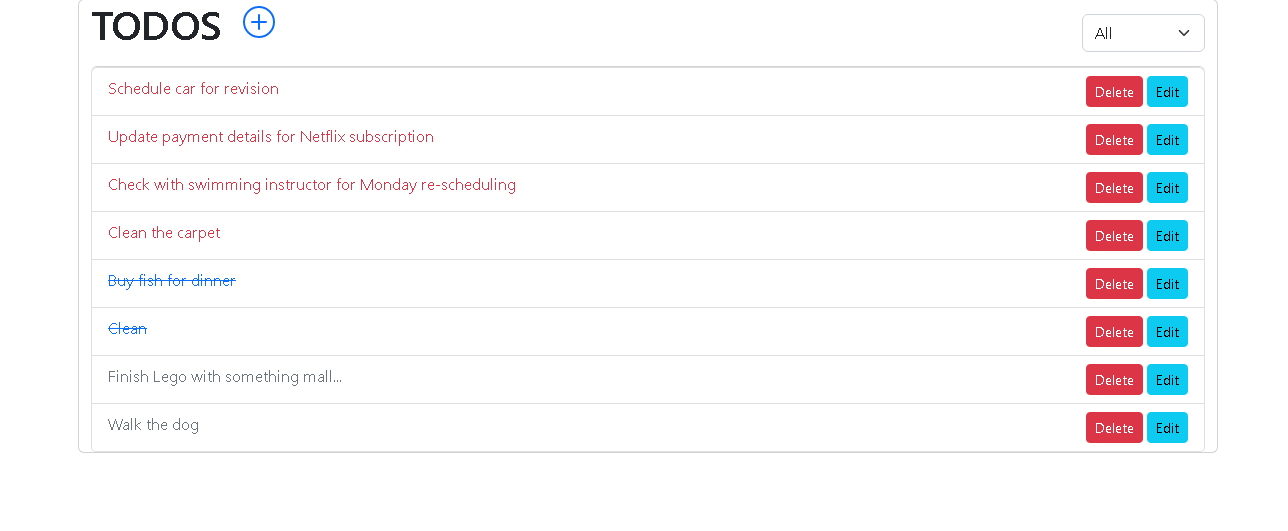 TODOS
All
Schedule car for revision Delete Edit
Update payment details for Netflix subscription Delete Edit
Check with swimming instructor for Monday re-scheduling Delete Edit
Clean the carpet Delete Edit
Buy fish for dinner Delete Edit
Clean Delete Edit
Finish Lego with something mall... Delete Edit
Walk the dog Delete Edit